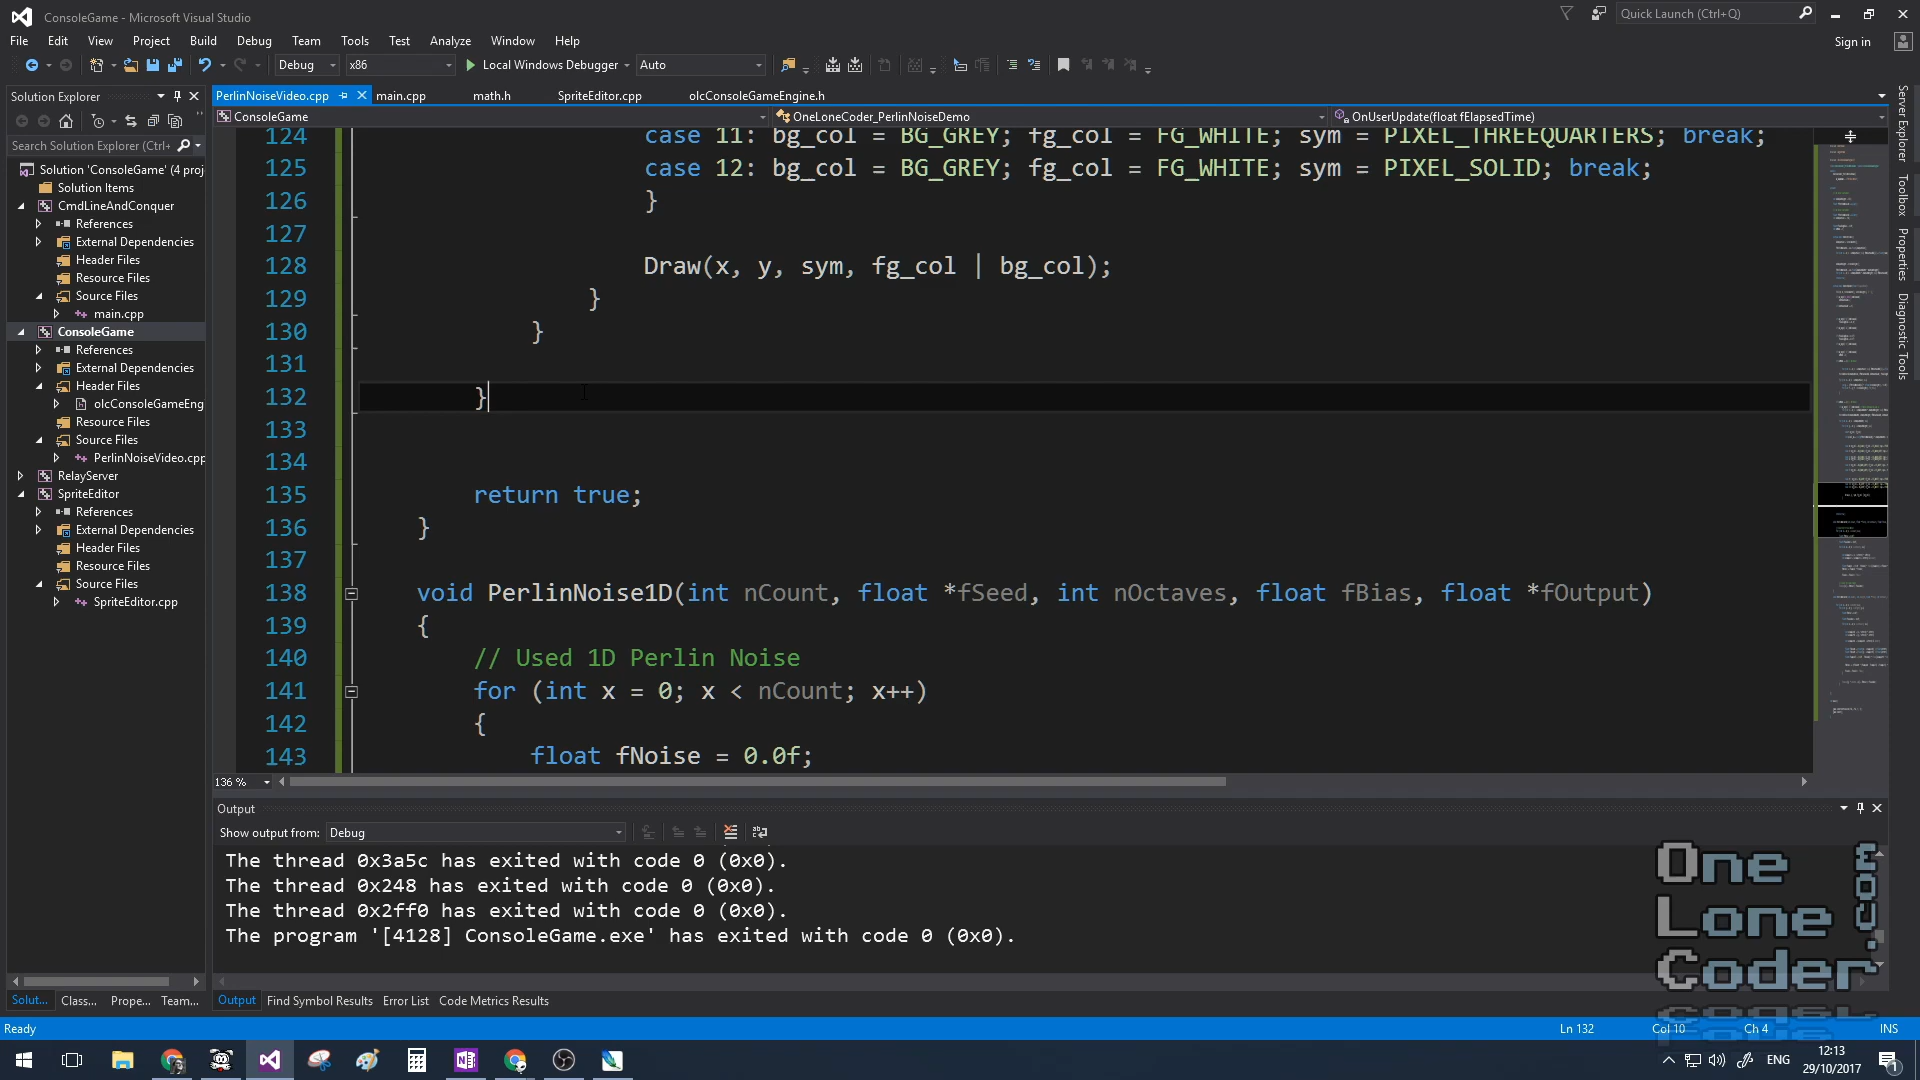 ConsoleGame - Microsoft Visual Studio
Quick Launch (Ctrl+Q)
File Edit View Project Build Debug Team Tools Test Analyze Window Help
Sign in
Debug x86 Local Windows Debugger Auto
Solution Explorer
PerlinNoiseVideo.cpp main.cpp math.h SpriteEditor.cpp olcConsoleGameEngine.h
ConsoleGame OneLoneCoder_PerlinNoiseDemo OnUserUpdate(float fElapsedTime)
Search Solution Explorer (Ctrl+
Solution 'ConsoleGame' (4 proj
Solution Items
CmdLineAndConquer
References
External Dependencies
Header Files
Resource Files
Source Files
main.cpp
ConsoleGame
References
External Dependencies
Header Files
olcConsoleGameEng
Resource Files
Source Files
PerlinNoiseVideo.cpp
RelayServer
SpriteEditor
References
External Dependencies
Header Files
Resource Files
Source Files
SpriteEditor.cpp
124 case 11: bg_col = BG_GREY; fg_col = FG_WHITE; sym = PIXEL_THREEQUARTERS; break;
125 case 12: bg_col = BG_GREY; fg_col = FG_WHITE; sym = PIXEL_SOLID; break;
126 }
127
128 Draw(x, y, sym, fg_col | bg_col);
129 }
130 }
131
132 }
133
134
135 return true;
136 }
137
138 void PerlinNoise1D(int nCount, float *fSeed, int nOctaves, float fBias, float *fOutput)
139 {
140 // Used 1D Perlin Noise
141 for (int x = 0; x < nCount; x++)
142 {
143 float fNoise = 0.0f;
136 %
Server Explorer
Toolbox
Properties
Diagnostic Tools
Output
Show output from: Debug
The thread 0x3a5c has exited with code 0 (0x0).
The thread 0x248 has exited with code 0 (0x0).
The thread 0x2ff0 has exited with code 0 (0x0).
The program '[4128] ConsoleGame.exe' has exited with code 0 (0x0).
One
Lone
Coder
.com
Solut... Class... Prope... Team...
Output Find Symbol Results Error List Code Metrics Results
Ready Ln 132 Col 10 Ch 4 INS
ENG
12:13
29/10/2017
1